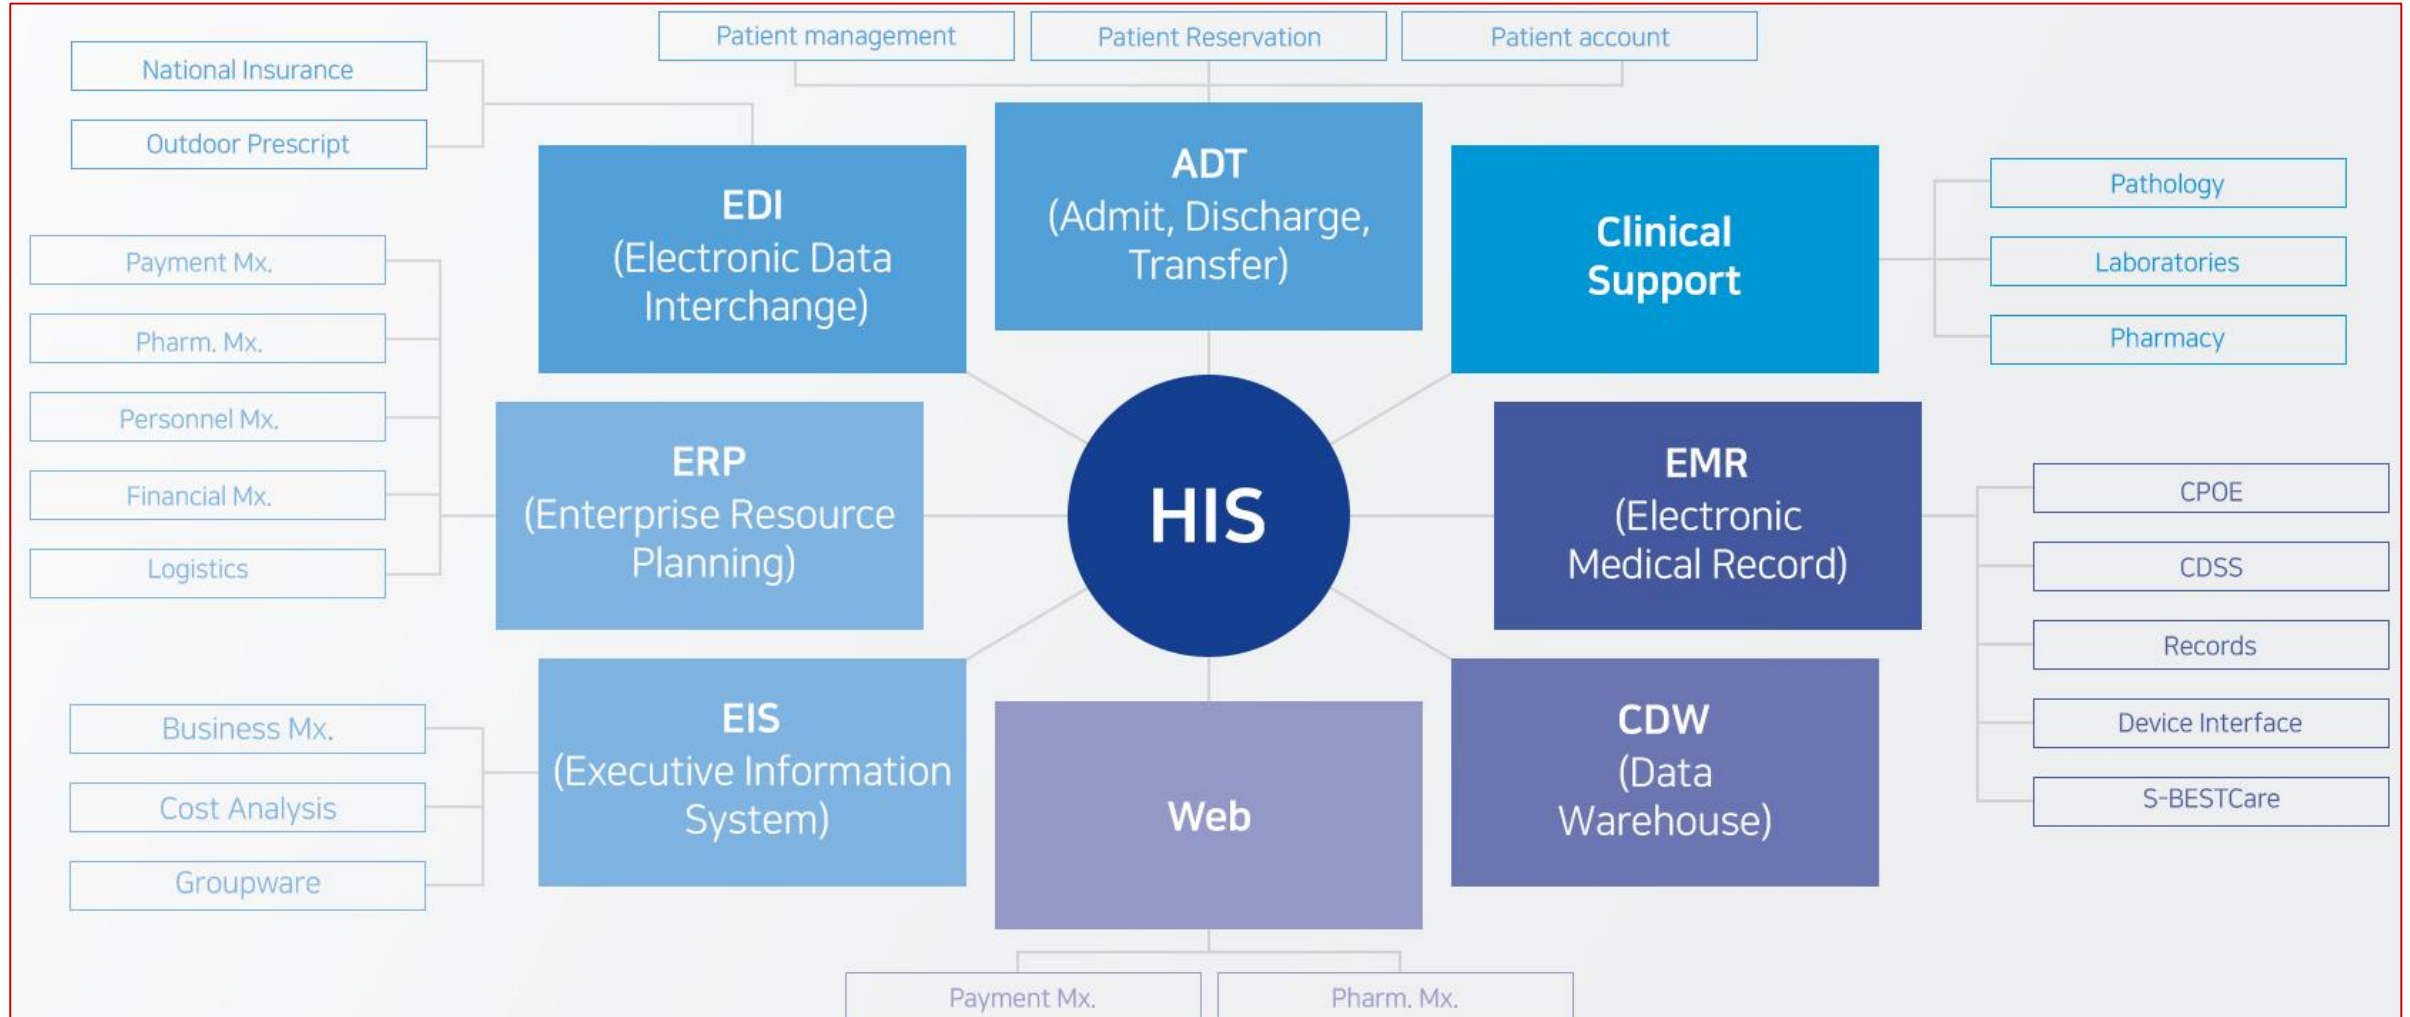 Patient management
Patient Reservation
Patient account
National Insurance
Outdoor Prescript
EDI
(Electronic Data
Interchange)
ADT
(Admit, Discharge,
Transfer)
Clinical
Support
Pathology
Laboratories
Pharmacy
Payment Mx.
Pharm. Mx.
Personnel Mx.
Financial Mx.
Logistics
ERP
(Enterprise Resource
Planning)
HIS
EMR
(Electronic
Medical Record)
CPOE
CDSS
Records
Device Interface
S-BESTCare
Business Mx.
Cost Analysis
Groupware
EIS
(Executive Information
System)
Web
CDW
(Data
Warehouse)
Payment Mx.
Pharm. Mx.